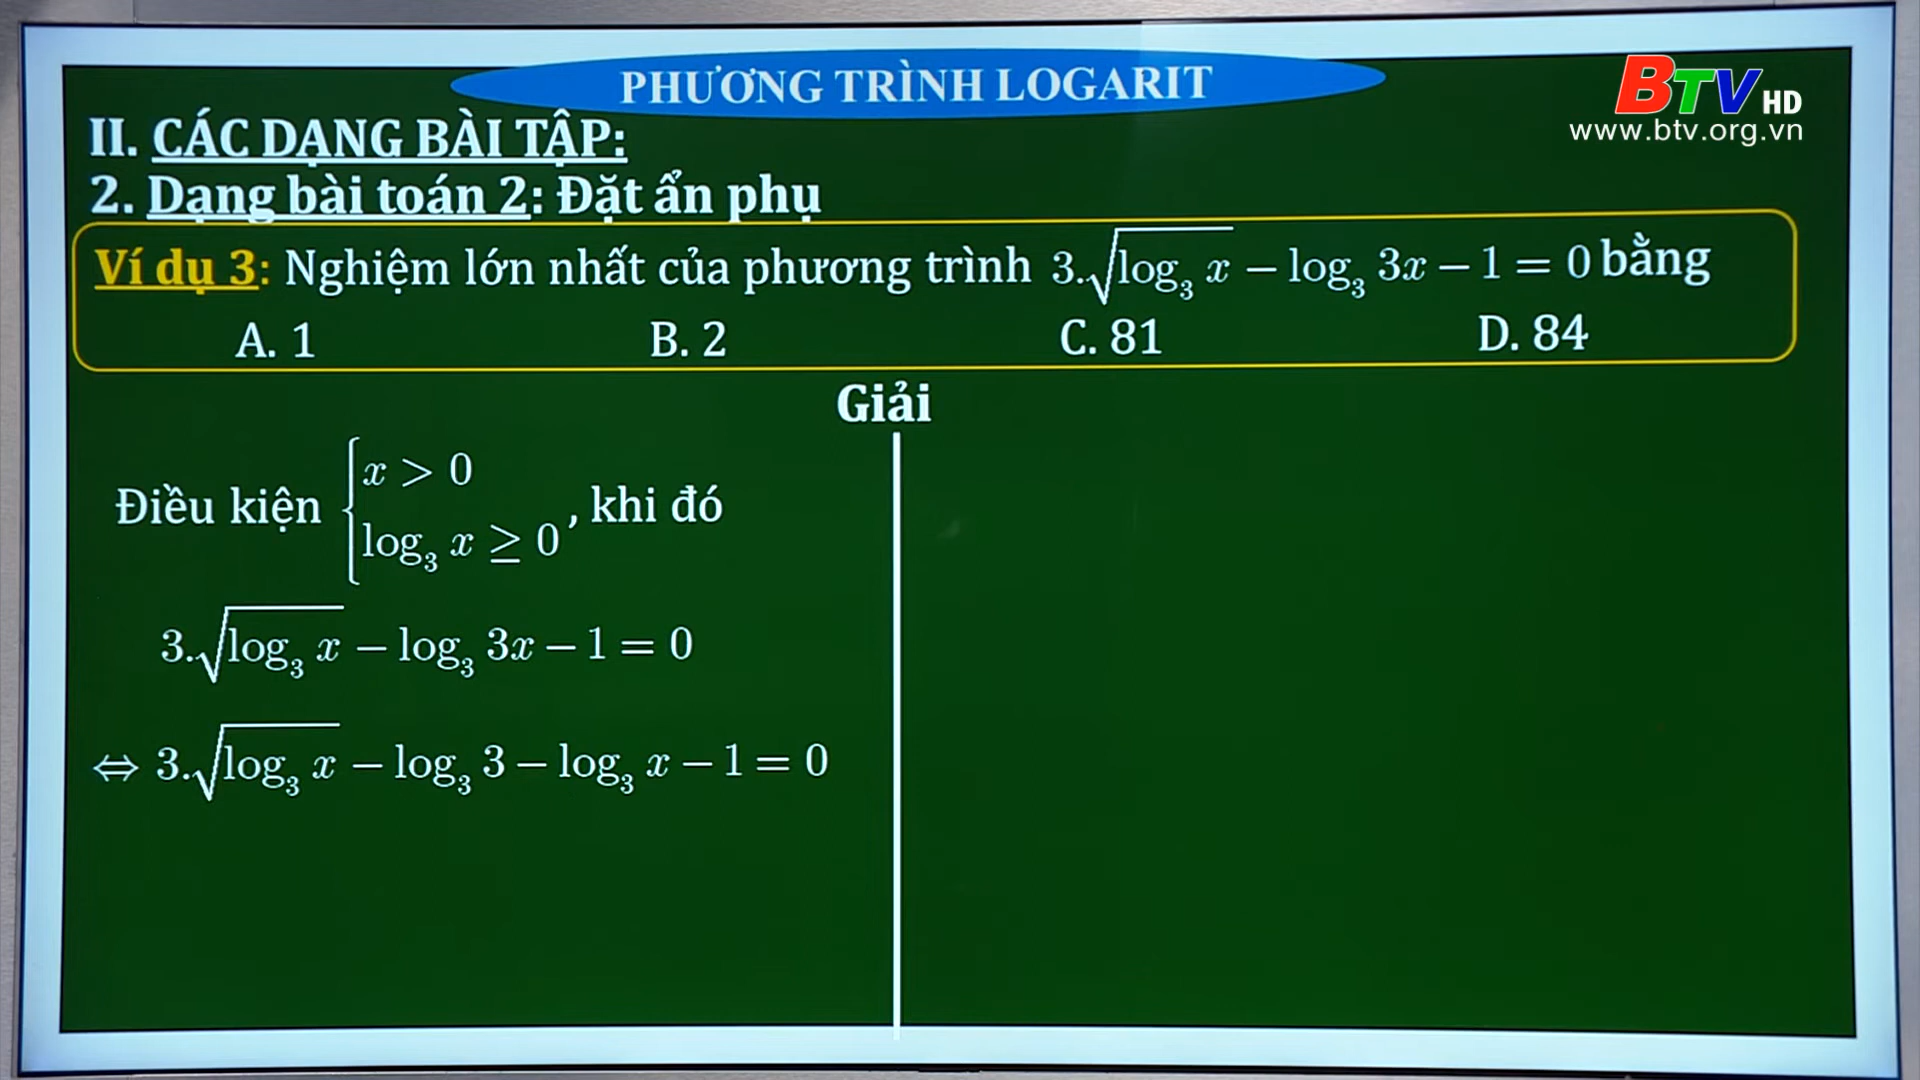 PHƯƠNG TRÌNH LOGARIT
BTV HD
www.btv.org.vn
II. CÁC DẠNG BÀI TẬP:
2. Dạng bài toán 2: Đặt ẩn phụ
Ví dụ 3: Nghiệm lớn nhất của phương trình 3.√(log₃ x) − log₃ 3x − 1 = 0 bằng
A. 1 B. 2 C. 81 D. 84
Giải
Điều kiện { x > 0
log₃ x ≥ 0 , khi đó
3.√(log₃ x) − log₃ 3x − 1 = 0
⇔ 3.√(log₃ x) − log₃ 3 − log₃ x − 1 = 0